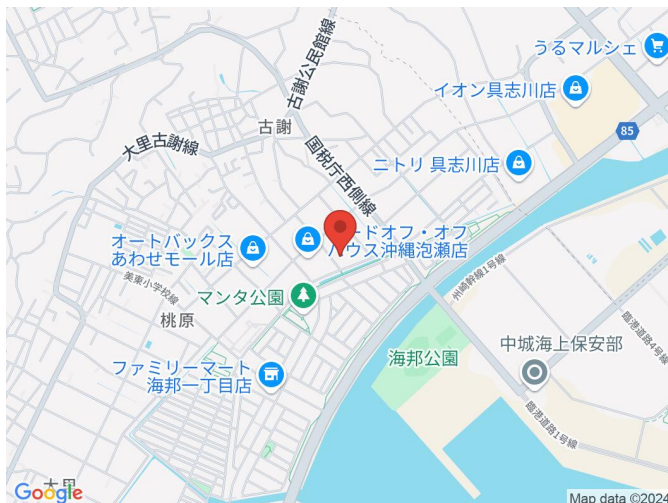 うるマルシェ
イオン具志川店
古謝公民館線
85
古謝
大里古謝線
国税庁西側線
ニトリ 具志川店
オートバックス
あわせモール店
ードオフ・オフ
ハウス沖縄泡瀬店
州崎幹線1号線
美東小学校線
マンタ公園
桃原
臨港道路4号線
海邦公園
中城海上保安部
ファミリーマート
海邦一丁目店
臨港道路1号線
大里
Google
Map data ©2024